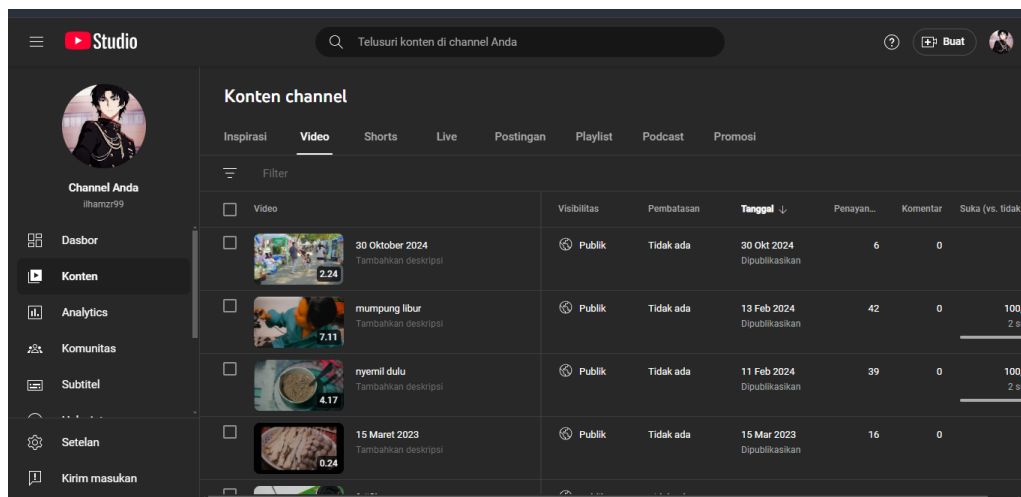 Studio
Telusuri konten di channel Anda
Buat
Channel Anda
ilhamzr99
Dasbor
Konten
Analytics
Komunitas
Subtitel
Setelan
Kirim masukan
Konten channel
Inspirasi Video Shorts Live Postingan Playlist Podcast Promosi
Filter
Video Visibilitas Pembatasan Tanggal Penayan... Komentar Suka (vs. tidak
30 Oktober 2024 Publik Tidak ada 30 Okt 2024 6 0
Tambahkan deskripsi Dipublikasikan
2.24
mumpung libur Publik Tidak ada 13 Feb 2024 42 0 100,
Tambahkan deskripsi Dipublikasikan 2 s
7.11
nyemil dulu Publik Tidak ada 11 Feb 2024 39 0 100,
Tambahkan deskripsi Dipublikasikan 2 s
4.17
15 Maret 2023 Publik Tidak ada 15 Mar 2023 16 0
Tambahkan deskripsi Dipublikasikan
0.24